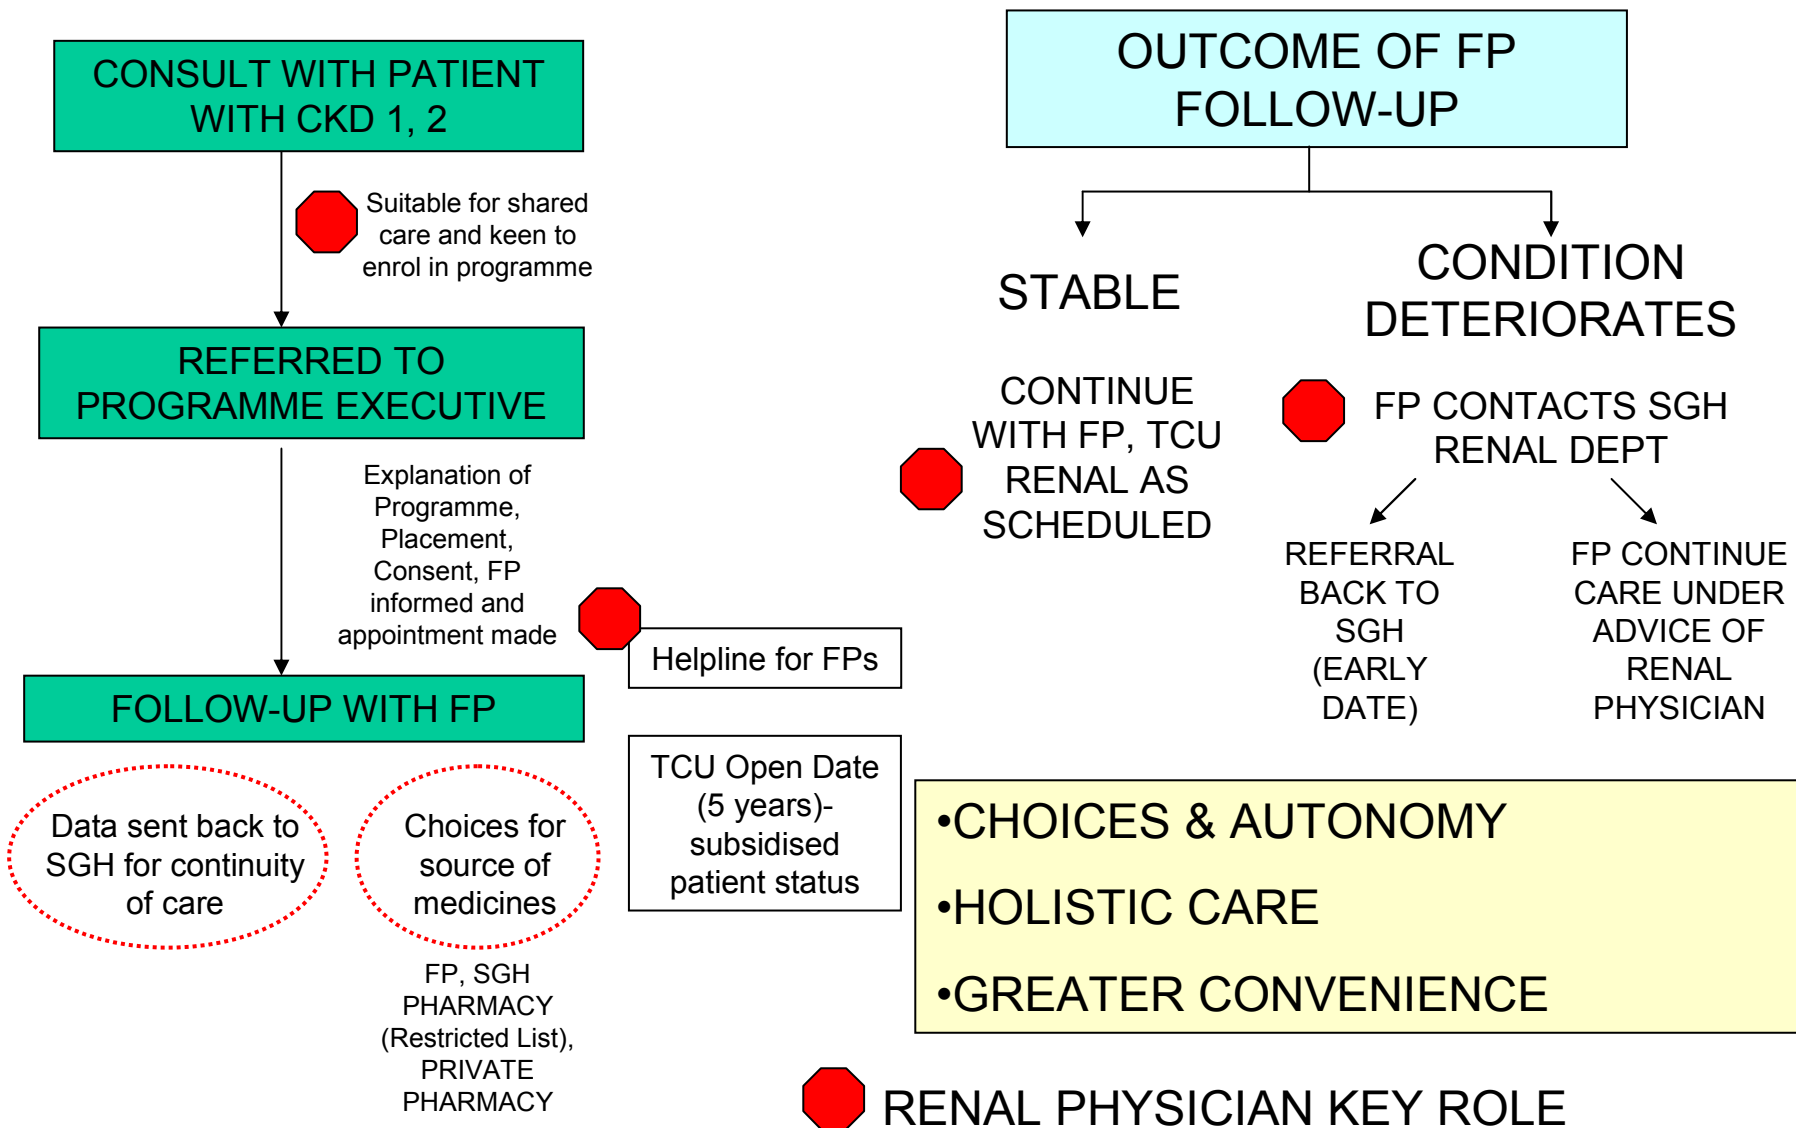 CONSULT WITH PATIENT
WITH CKD 1, 2
Suitable for shared
care and keen to
enrol in programme
REFERRED TO
PROGRAMME EXECUTIVE
Explanation of
Programme,
Placement,
Consent, FP
informed and
appointment made
Helpline for FPs
FOLLOW-UP WITH FP
Data sent back to
SGH for continuity
of care
Choices for
source of
medicines
FP, SGH
PHARMACY
(Restricted List),
PRIVATE
PHARMACY
TCU Open Date
(5 years)-
subsidised
patient status
OUTCOME OF FP
FOLLOW-UP
STABLE
CONTINUE
WITH FP, TCU
RENAL AS
SCHEDULED
CONDITION
DETERIORATES
FP CONTACTS SGH
RENAL DEPT
REFERRAL
BACK TO
SGH
(EARLY
DATE)
FP CONTINUE
CARE UNDER
ADVICE OF
RENAL
PHYSICIAN
•CHOICES & AUTONOMY
•HOLISTIC CARE
•GREATER CONVENIENCE
RENAL PHYSICIAN KEY ROLE